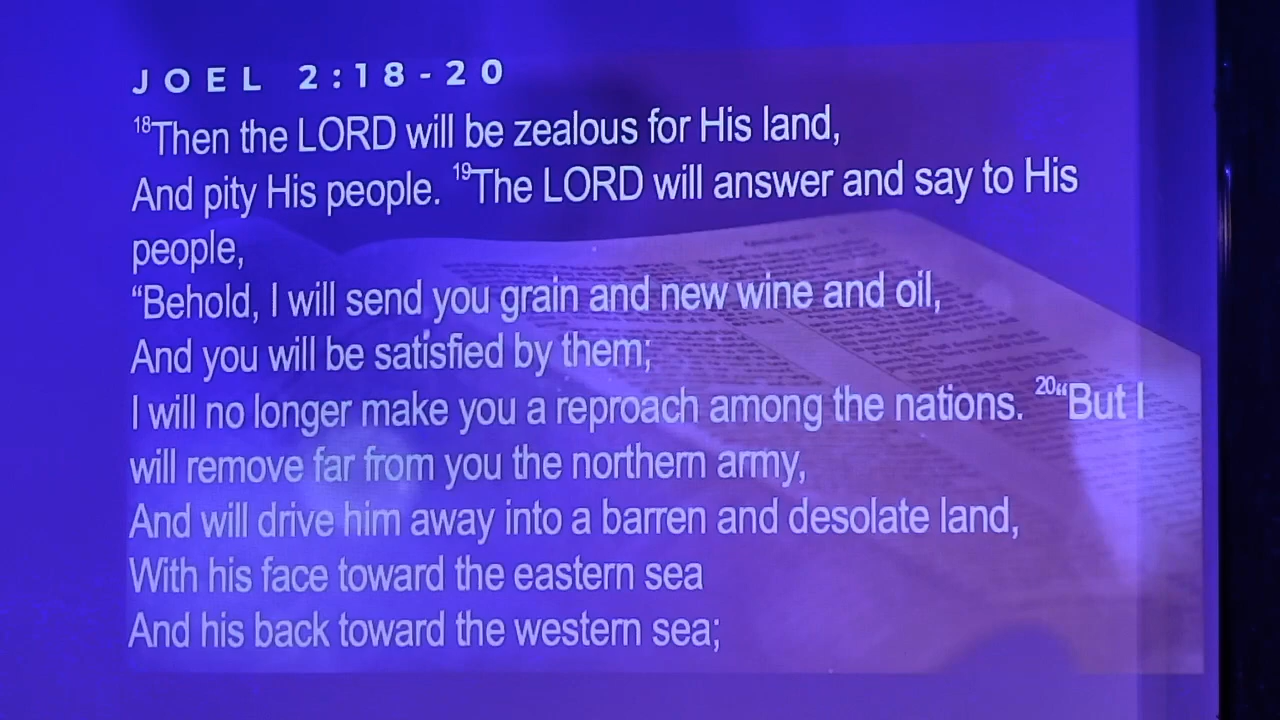 JOEL 2:18-20
¹⁸Then the LORD will be zealous for His land,
And pity His people. ¹⁹The LORD will answer and say to His
people,
“Behold, I will send you grain and new wine and oil,
And you will be satisfied by them;
I will no longer make you a reproach among the nations. ²⁰“But I
will remove far from you the northern army,
And will drive him away into a barren and desolate land,
With his face toward the eastern sea
And his back toward the western sea;